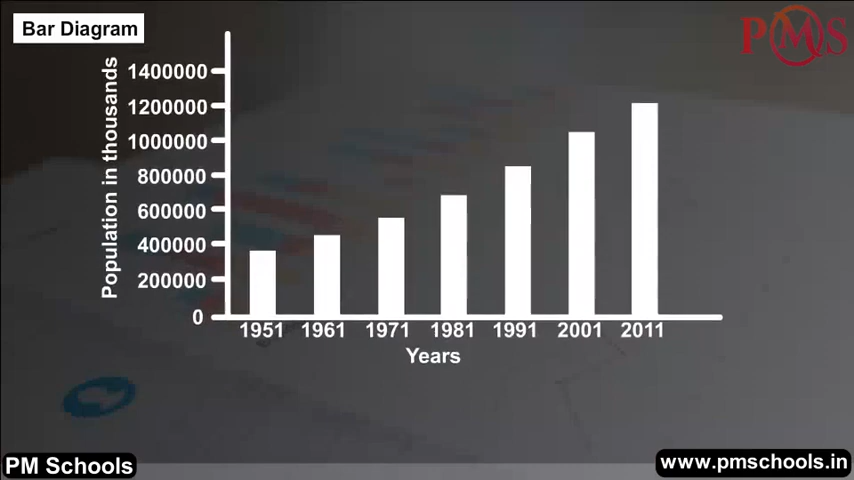 Bar Diagram
PMS
Population in thousands
1400000
1200000
1000000
800000
600000
400000
200000
0
1951 1961 1971 1981 1991 2001 2011
Years
PM Schools
www.pmschools.in